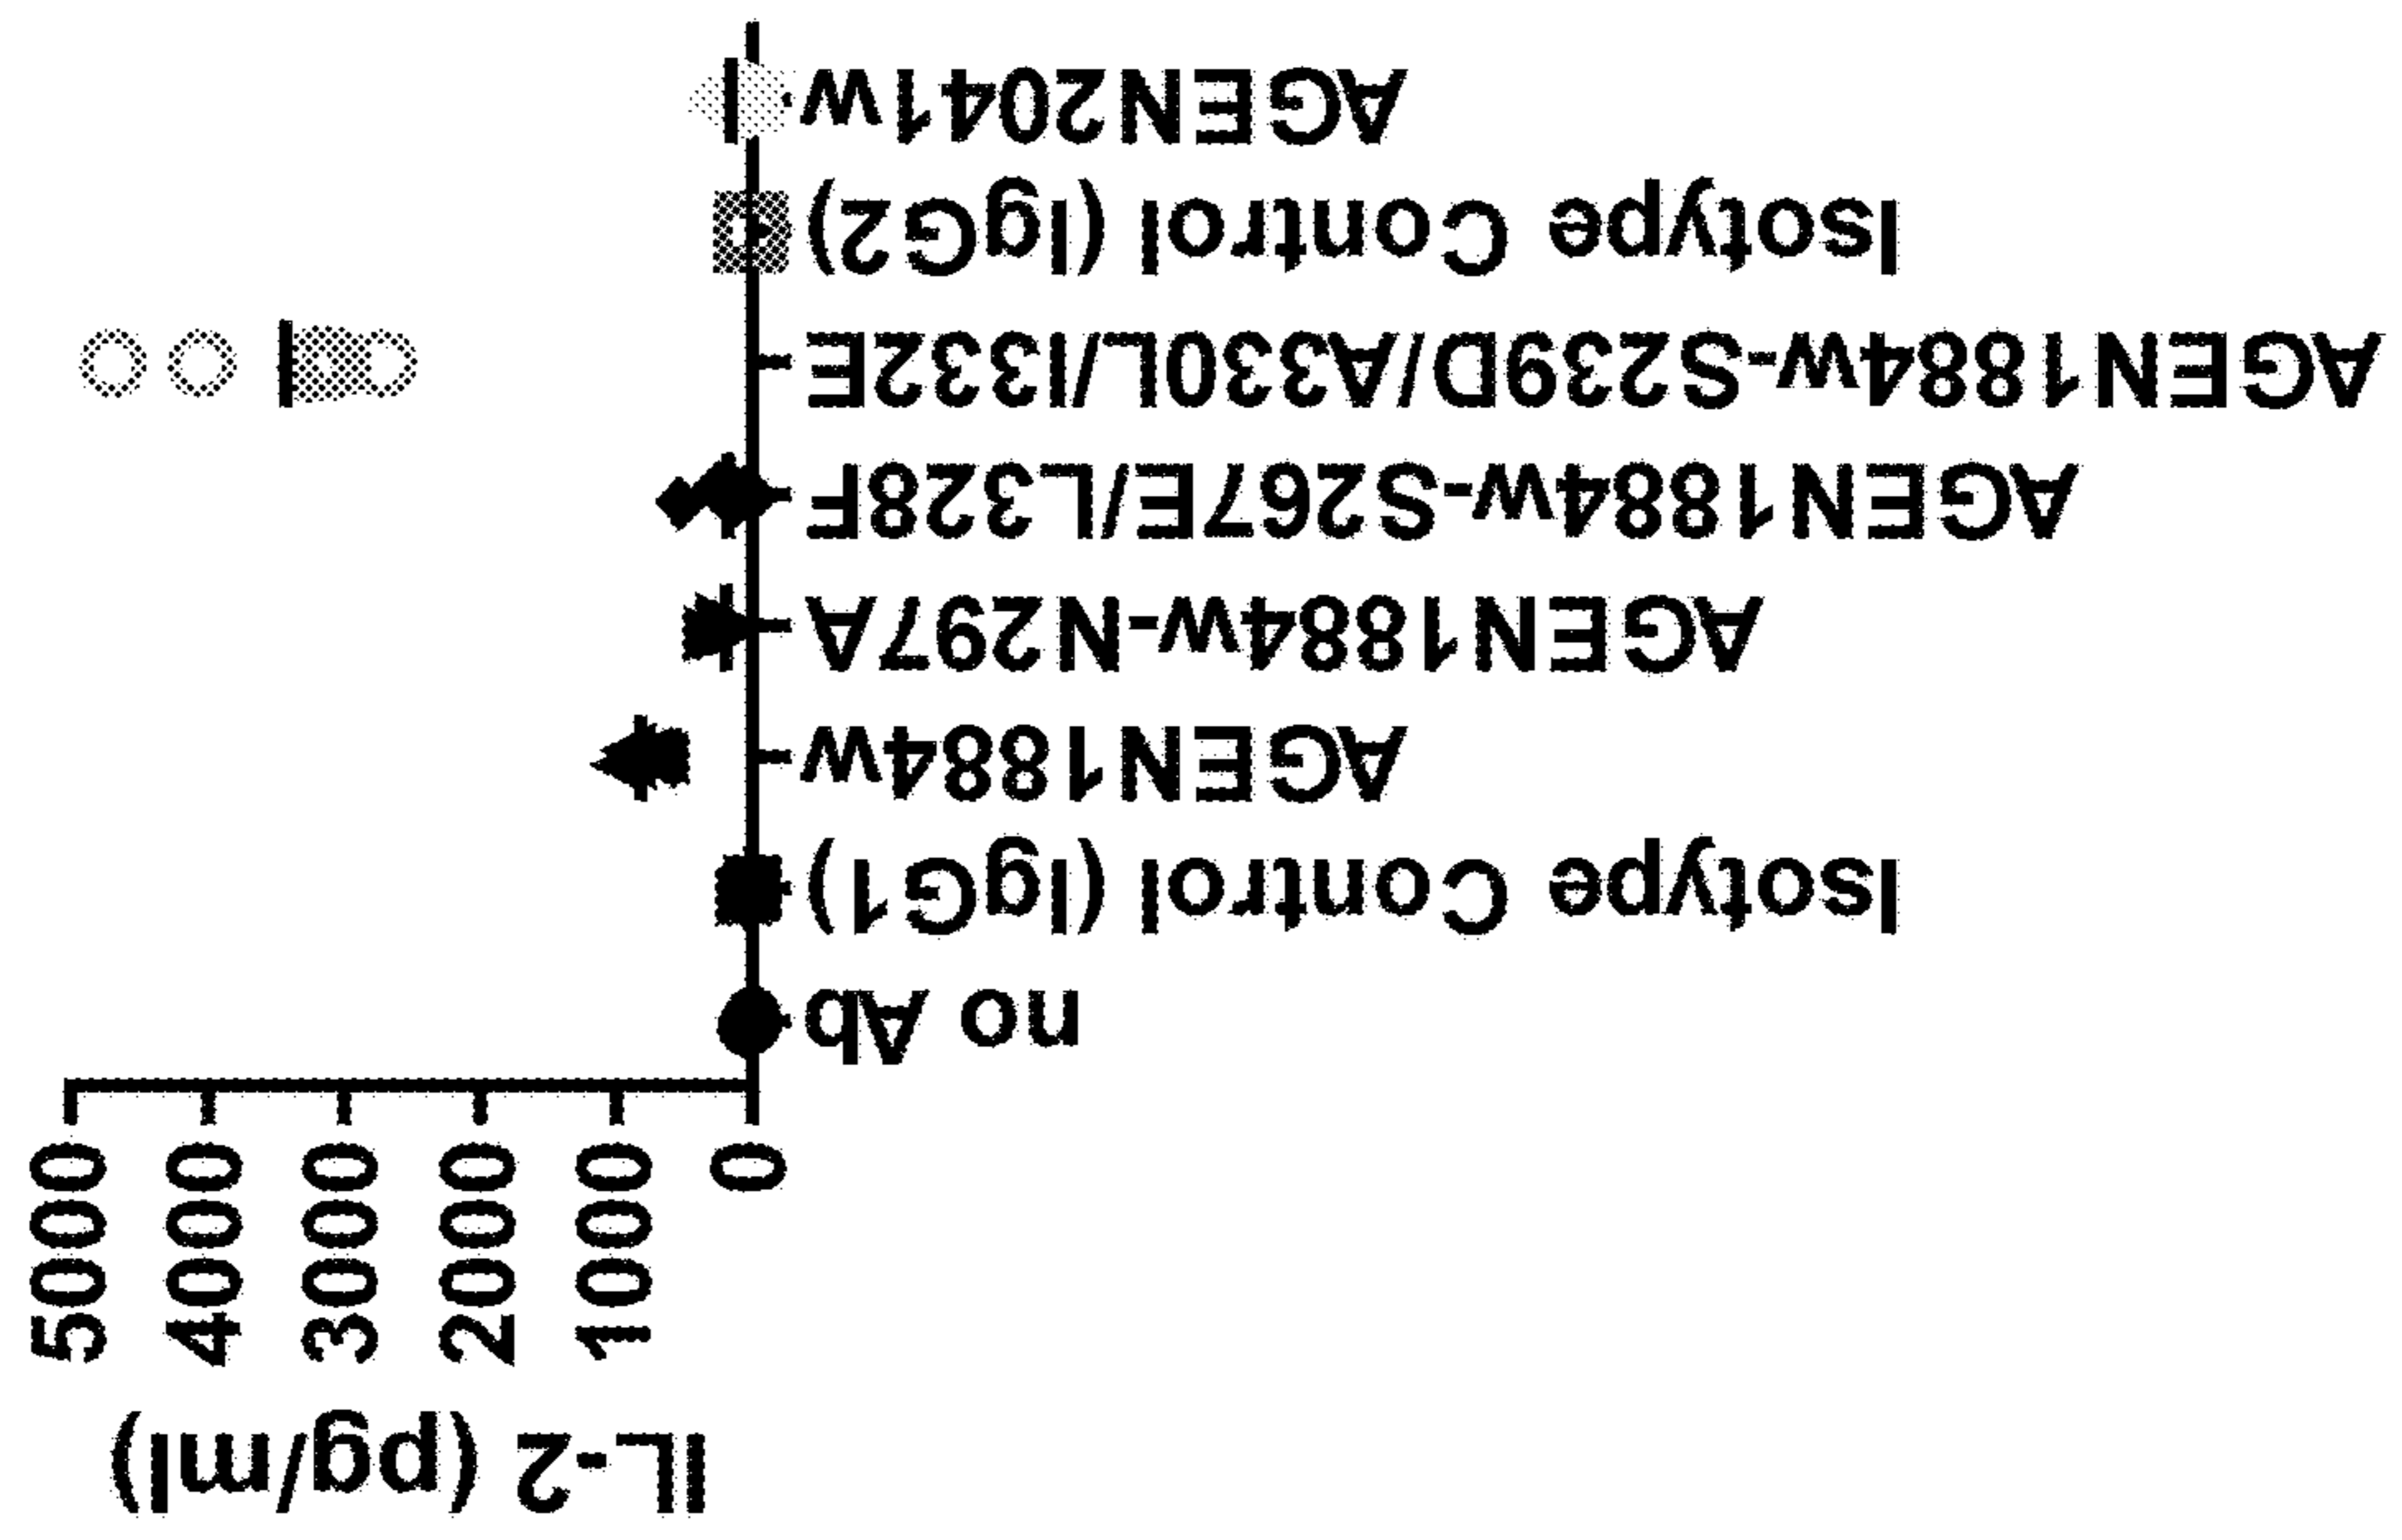 IL-2 (pg/ml)
5000
4000
3000
2000
1000
0
no Ab
Isotype Control (IgG1)
AGEN1884w
AGEN1884w-N297A
AGEN1884w-S267E/L328F
AGEN1884w-S239D/A330L/I332E
Isotype Control (IgG2)
AGEN2041w